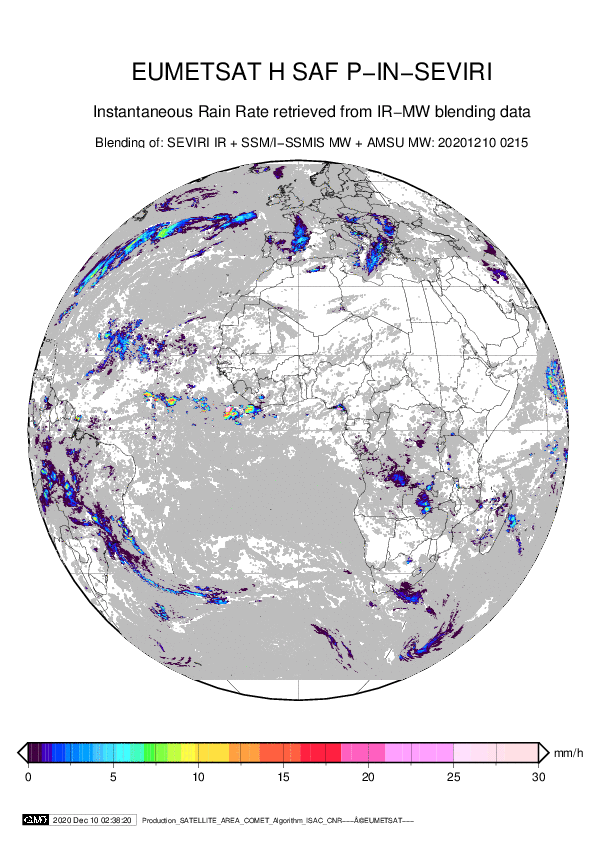 EUMETSAT H SAF P−IN−SEVIRI
Instantaneous Rain Rate retrieved from IR−MW blending data
Blending of: SEVIRI IR + SSM/I−SSMIS MW + AMSU MW: 20201210 0215
mm/h
0 5 10 15 20 25 30
GMT 2020 Dec 10 02:38:20 Production_SATELLITE_AREA_COMET_Algorithm_ISAC_CNR−−−Â©EUMETSAT−−−